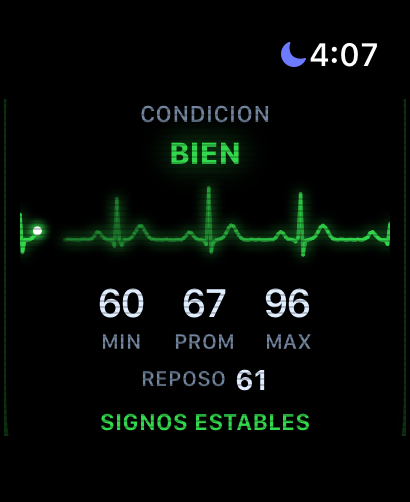 4:07
CONDICION
BIEN
60 67 96
MIN PROM MAX
REPOSO 61
SIGNOS ESTABLES